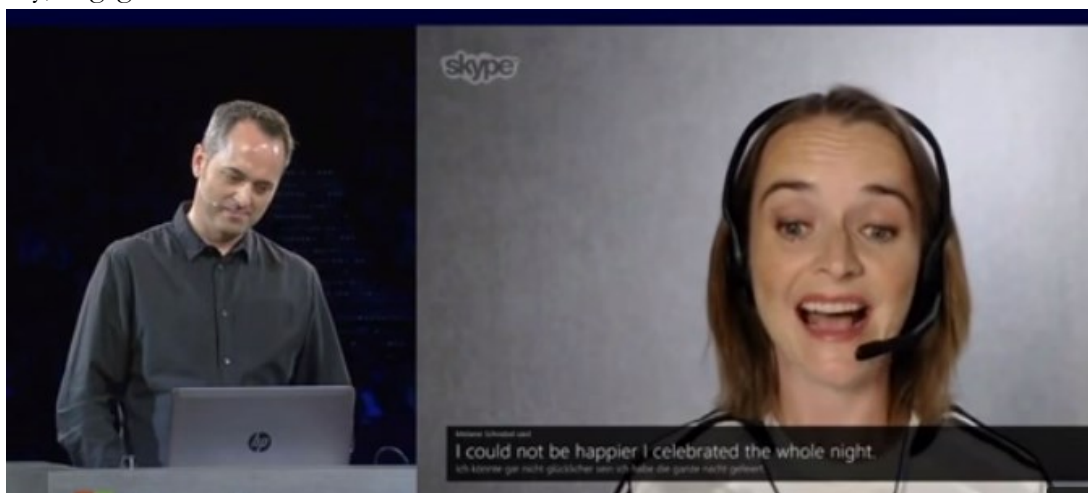 skype
hp
I could not be happier I celebrated the whole night.
Ich könnte gar nicht glücklicher sein ich habe die ganze nacht gefeiert